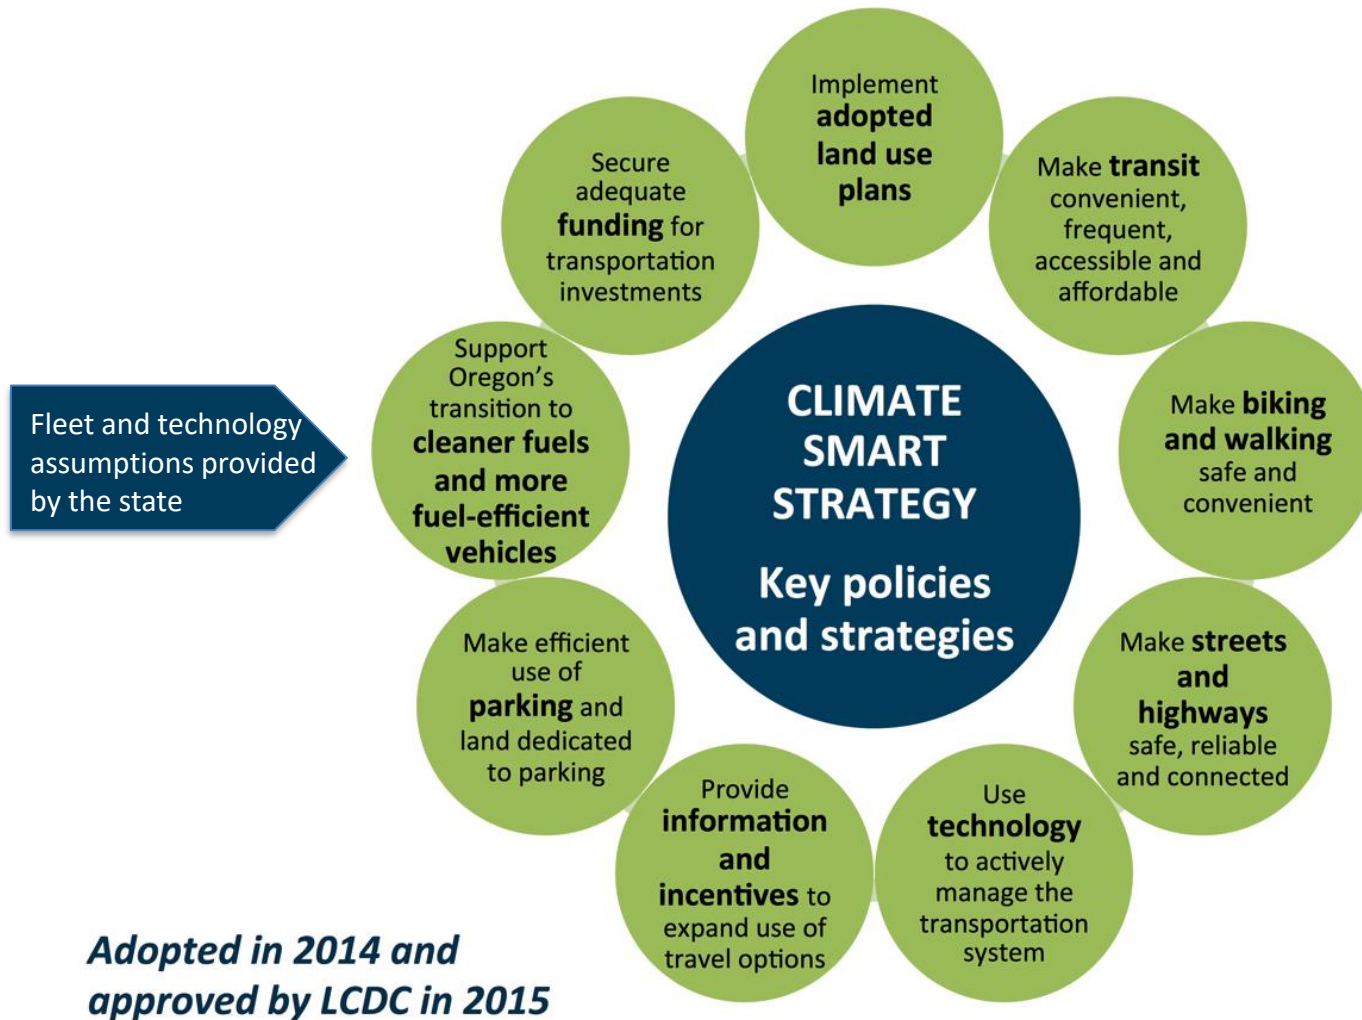 Implement
adopted
land use
plans
Make transit
convenient,
frequent,
accessible and
affordable
Make biking
and walking
safe and
convenient
Make streets
and
highways
safe, reliable
and connected
Use
technology
to actively
manage the
transportation
system
Provide
information
and
incentives to
expand use of
travel options
Make efficient
use of
parking and
land dedicated
to parking
Support
Oregon’s
transition to
cleaner fuels
and more
fuel-efficient
vehicles
Secure
adequate
funding for
transportation
investments
CLIMATE
SMART
STRATEGY
Key policies
and strategies
Fleet and technology
assumptions provided
by the state
Adopted in 2014 and
approved by LCDC in 2015